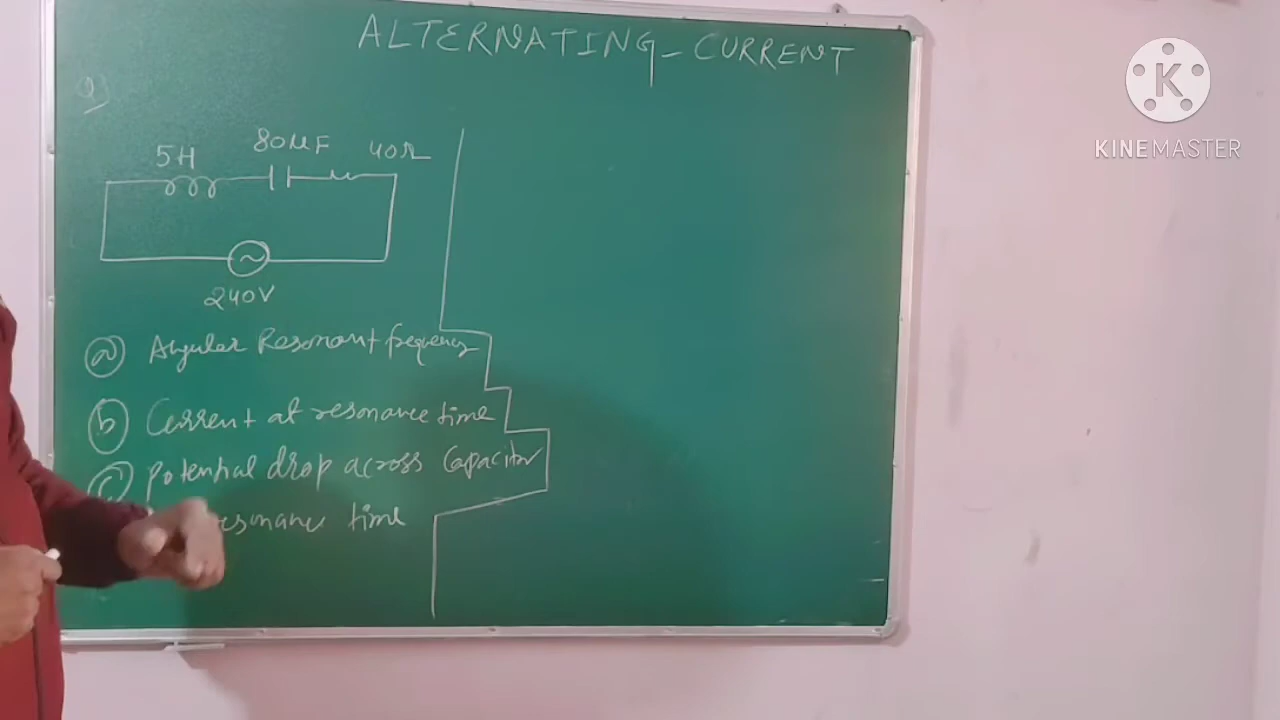 ALTERNATING-CURRENT
Q)
5H
80μF
40Ω
240V
(a) Angular Resonant frequency
(b) Current at resonance time
(c) Potential drop across Capacitor
resonance time
K
KINEMASTER